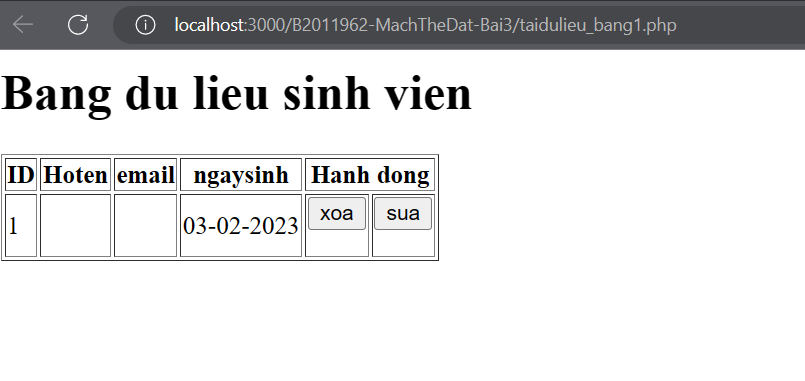 localhost:3000/B2011962-MachTheDat-Bai3/taidulieu_bang1.php
Bang du lieu sinh vien
ID Hoten email ngaysinh Hanh dong
1 03-02-2023 xoa sua